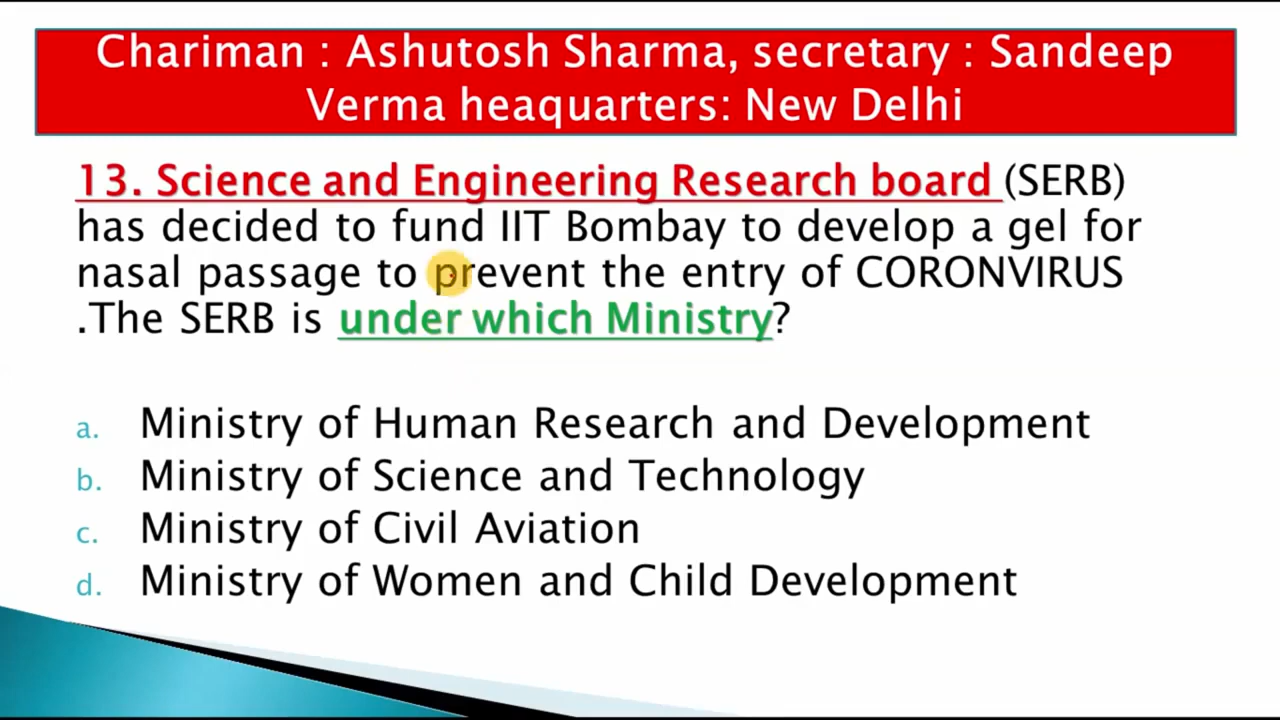 Chariman : Ashutosh Sharma, secretary : Sandeep
Verma heaquarters: New Delhi
13. Science and Engineering Research board (SERB)
has decided to fund IIT Bombay to develop a gel for
nasal passage to prevent the entry of CORONVIRUS
.The SERB is under which Ministry?
a. Ministry of Human Research and Development
b. Ministry of Science and Technology
c. Ministry of Civil Aviation
d. Ministry of Women and Child Development